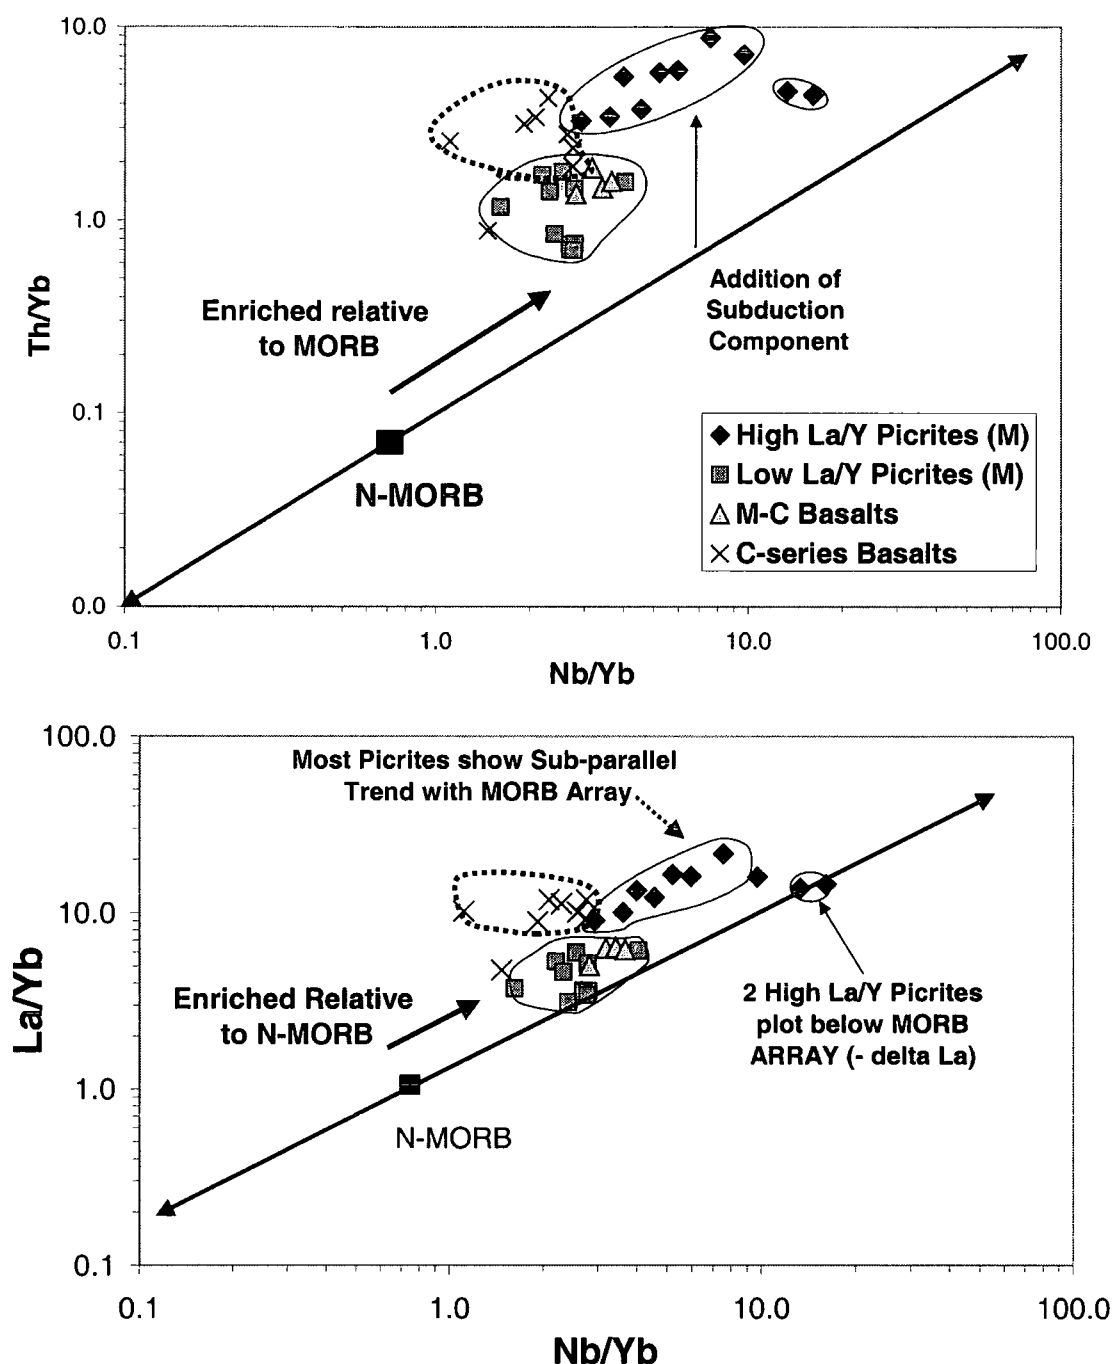 10.0
1.0
0.1
0.0
Th/Yb
Enriched relative
to MORB
N-MORB
Addition of
Subduction
Component
High La/Y Picrites (M)
Low La/Y Picrites (M)
M-C Basalts
C-series Basalts
0.1
1.0
10.0
100.0
Nb/Yb
100.0
10.0
1.0
0.1
La/Yb
Most Picrites show Sub-parallel
Trend with MORB Array
Enriched Relative
to N-MORB
N-MORB
2 High La/Y Picrites
plot below MORB
ARRAY (- delta La)
0.1
1.0
10.0
100.0
Nb/Yb